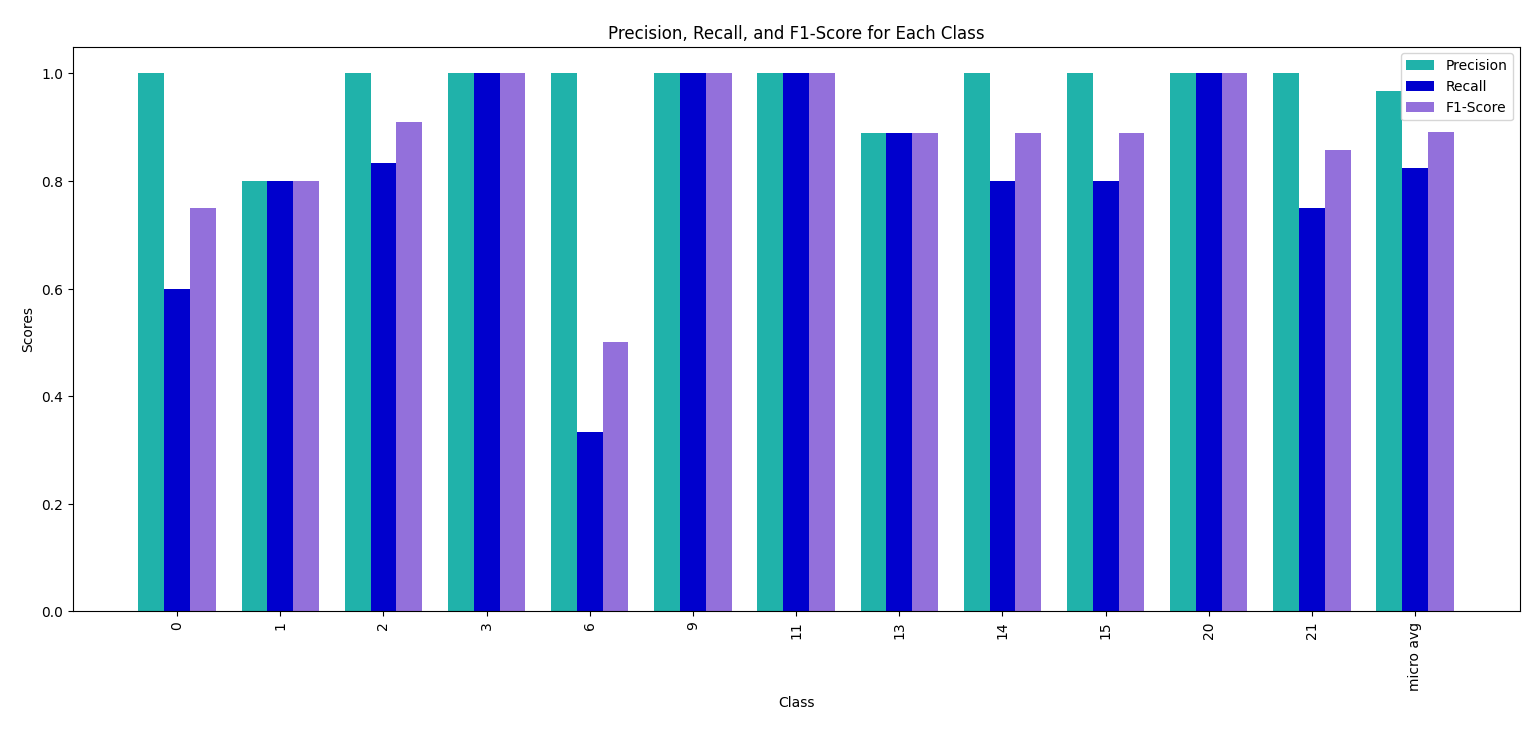 Precision, Recall, and F1-Score for Each Class
Precision
Recall
F1-Score
1.0
0.8
0.6
0.4
0.2
0.0
Scores
0
1
2
3
6
9
11
13
14
15
20
21
micro avg
Class